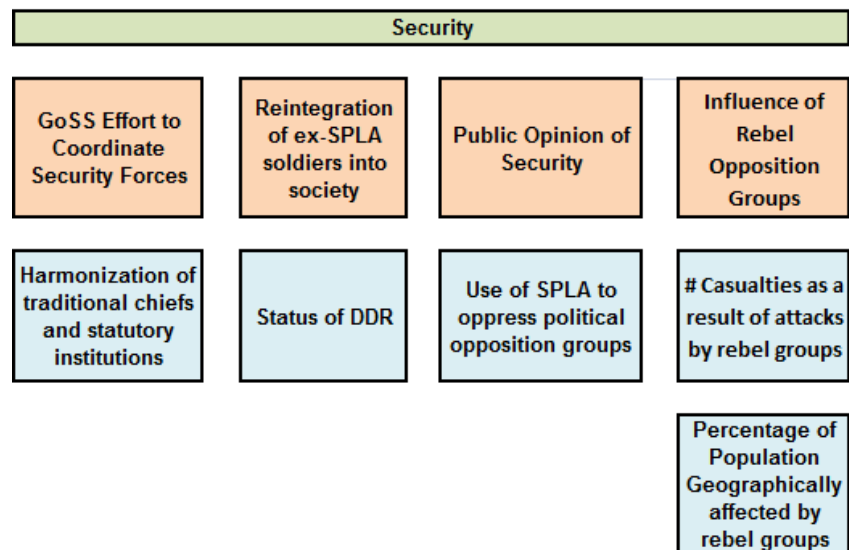 Security
GoSS Effort to
Coordinate
Security Forces
Reintegration
of ex-SPLA
soldiers into
society
Public Opinion of
Security
Influence of
Rebel
Opposition
Groups
Harmonization of
traditional chiefs
and statutory
institutions
Status of DDR
Use of SPLA to
oppress political
opposition groups
# Casualties as a
result of attacks
by rebel groups
Percentage of
Population
Geographically
affected by
rebel groups